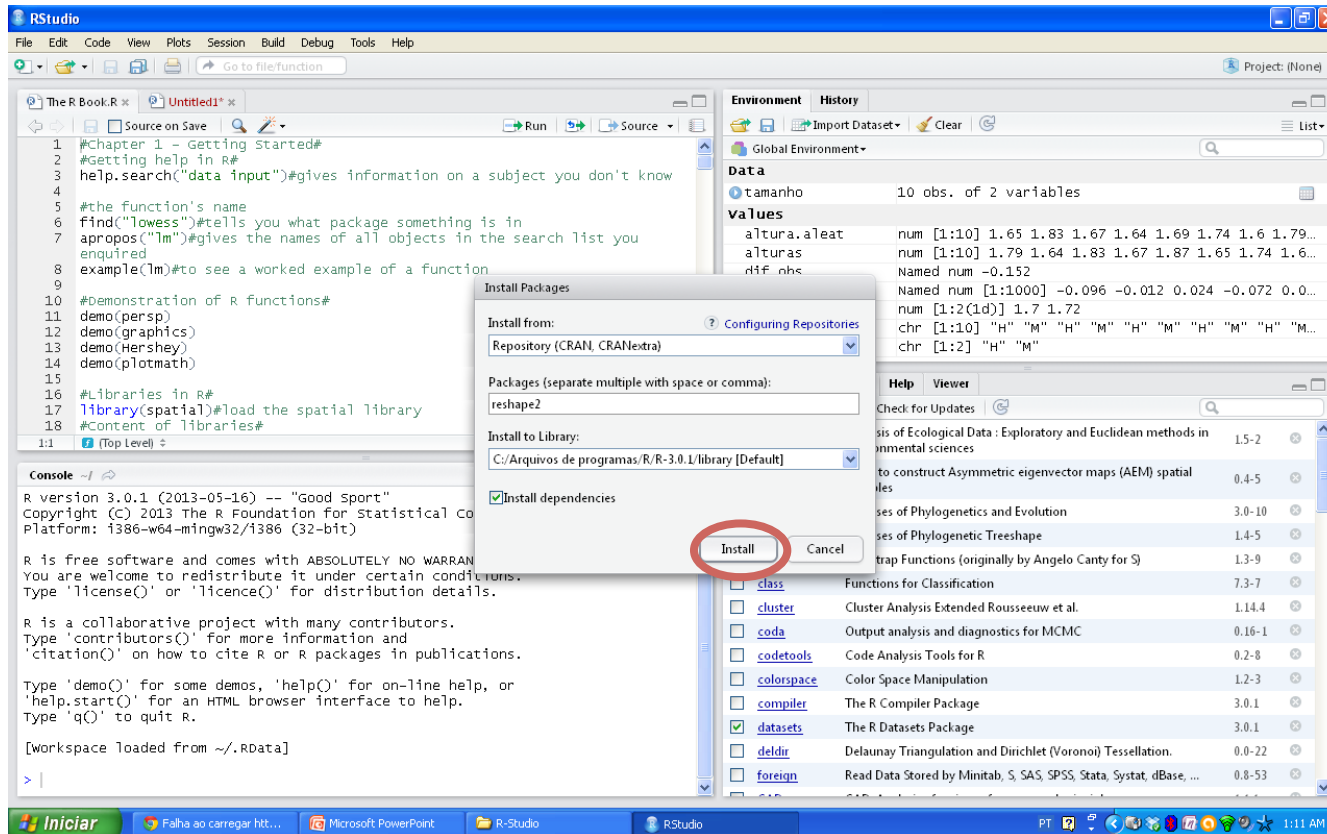 RStudio
File Edit Code View Plots Session Build Debug Tools Help
Go to file/function
Project: (None)
The R Book.R
Untitled1*
Source on Save
Run
Source
1 #Chapter 1 - Getting Started#
2 #Getting help in R#
3 help.search("data input")#gives information on a subject you don't know
4
5 #the function's name
6 find("lowess")#tells you what package something is in
7 apropos("lm")#gives the names of all objects in the search list you
enquired
8 example(lm)#to see a worked example of a function
9
10 #Demonstration of R functions#
11 demo(persp)
12 demo(graphics)
13 demo(Hershey)
14 demo(plotmath)
15
16 #Libraries in R#
17 library(spatial)#load the spatial library
18 #Content of libraries#
1:1 (Top Level)
Console ~/
R version 3.0.1 (2013-05-16) -- "Good Sport"
Copyright (C) 2013 The R Foundation for Statistical Co
Platform: i386-w64-mingw32/i386 (32-bit)
R is free software and comes with ABSOLUTELY NO WARRAN
You are welcome to redistribute it under certain conditions.
Type 'license()' or 'licence()' for distribution details.
R is a collaborative project with many contributors.
Type 'contributors()' for more information and
'citation()' on how to cite R or R packages in publications.
Type 'demo()' for some demos, 'help()' for on-line help, or
'help.start()' for an HTML browser interface to help.
Type 'q()' to quit R.
[Workspace loaded from ~/.RData]
>
Install Packages
Install from:
? Configuring Repositories
Repository (CRAN, CRANextra)
Packages (separate multiple with space or comma):
reshape2
Install to Library:
C:/Arquivos de programas/R/R-3.0.1/library [Default]
Install dependencies
Install
Cancel
Environment History
Import Dataset
Clear
List
Global Environment
Data
tamanho 10 obs. of 2 variables
Values
altura.aleat num [1:10] 1.65 1.83 1.67 1.64 1.69 1.74 1.6 1.79…
alturas num [1:10] 1.79 1.64 1.83 1.67 1.87 1.65 1.74 1.6…
dif obs Named num -0.152
Named num [1:1000] -0.096 -0.012 0.024 -0.072 0.0…
num [1:2(1d)] 1.7 1.72
chr [1:10] "H" "M" "H" "M" "H" "M" "H" "M" "H" "M…
chr [1:2] "H" "M"
Help Viewer
Check for Updates
sis of Ecological Data : Exploratory and Euclidean methods in
nmental sciences
1.5-2
to construct Asymmetric eigenvector maps (AEM) spatial
les
0.4-5
ses of Phylogenetics and Evolution 3.0-10
ses of Phylogenetic Treeshape 1.4-5
trap Functions (originally by Angelo Canty for S) 1.3-9
class Functions for Classification 7.3-7
cluster Cluster Analysis Extended Rousseeuw et al. 1.14.4
coda Output analysis and diagnostics for MCMC 0.16-1
codetools Code Analysis Tools for R 0.2-8
colorspace Color Space Manipulation 1.2-3
compiler The R Compiler Package 3.0.1
datasets The R Datasets Package 3.0.1
deldir Delaunay Triangulation and Dirichlet (Voronoi) Tessellation. 0.0-22
foreign Read Data Stored by Minitab, S, SAS, SPSS, Stata, Systat, dBase, ... 0.8-53
Iniciar
Falha ao carregar htt...
Microsoft PowerPoint
R-Studio
RStudio
PT
1:11 AM